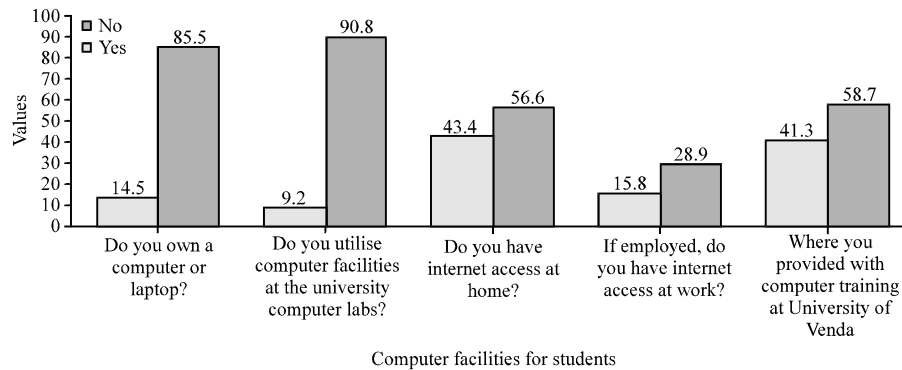 100
90
80
70
60
50
40
30
20
10
0
Values
No
Yes
14.5
85.5
9.2
90.8
43.4
56.6
15.8
28.9
41.3
58.7
Do you own a
computer or
laptop?
Do you utilise
computer facilities
at the university
computer labs?
Do you have
internet access at
home?
If employed, do
you have internet
access at work?
Where you
provided with
computer training
at University of
Venda
Computer facilities for students